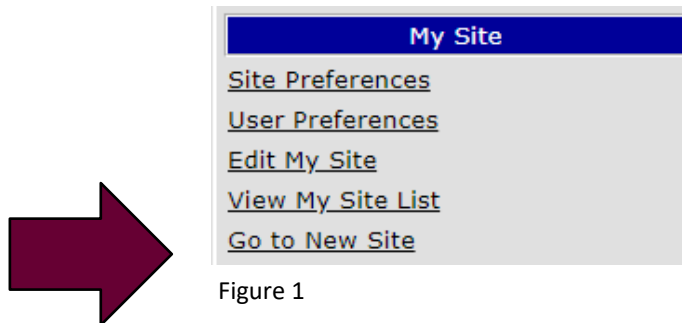 My Site
Site Preferences
User Preferences
Edit My Site
View My Site List
Go to New Site
Figure 1